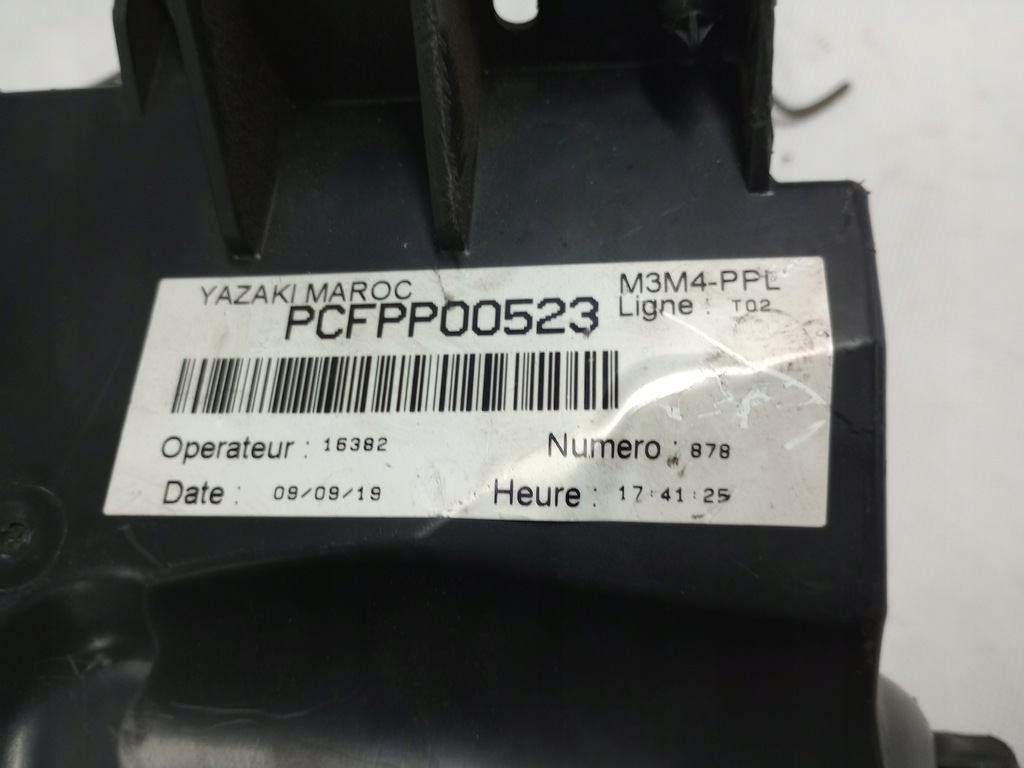 YAZAKI MAROC
M3M4-PPL
PCFPP00523
Ligne : T02
Operateur : 16382
Numero : 878
Date : 09/09/19
Heure : 17:41:25